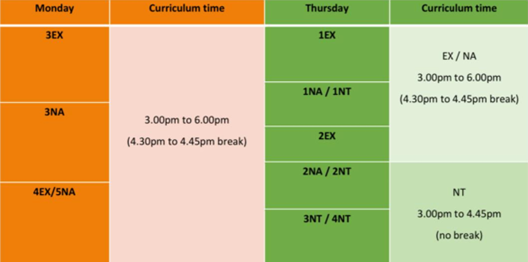 Monday
Curriculum time
Thursday
Curriculum time
3EX
3NA
4EX/5NA
3.00pm to 6.00pm
(4.30pm to 4.45pm break)
1EX
1NA / 1NT
2EX
2NA / 2NT
3NT / 4NT
EX / NA
3.00pm to 6.00pm
(4.30pm to 4.45pm break)
NT
3.00pm to 4.45pm
(no break)